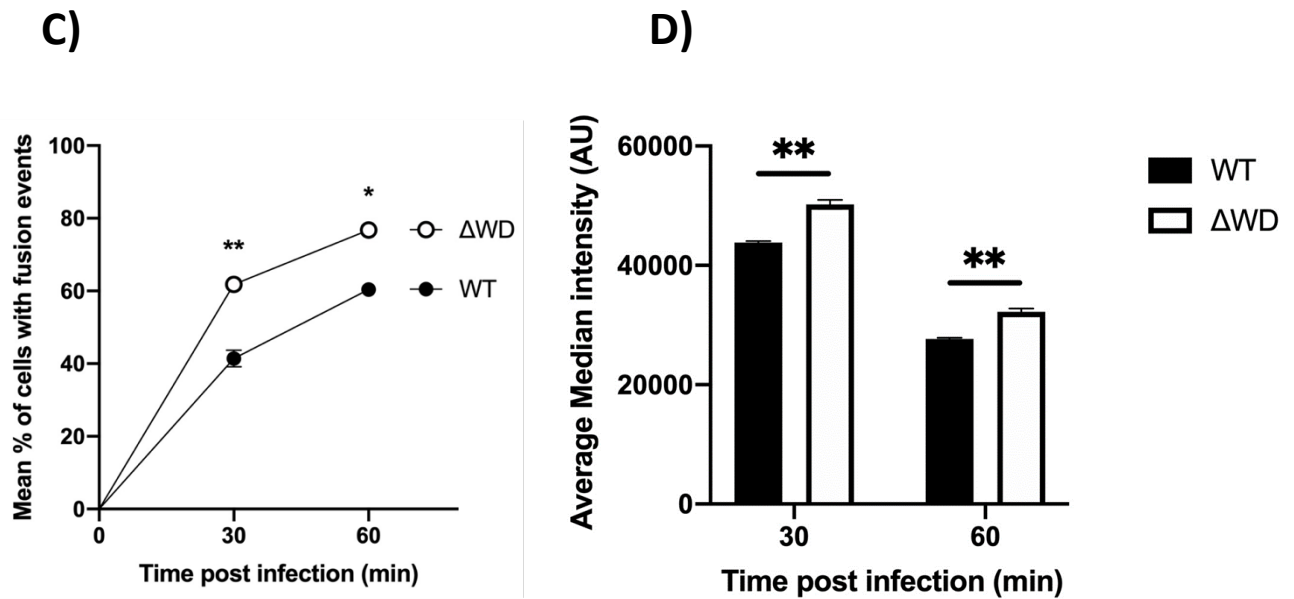 C)
Mean % of cells with fusion events
100
80
60
40
20
0
**
*
ΔWD
WT
0 30 60
Time post infection (min)
D)
Average Median intensity (AU)
60000
40000
20000
0
**
**
30 60
Time post infection (min)
WT
ΔWD